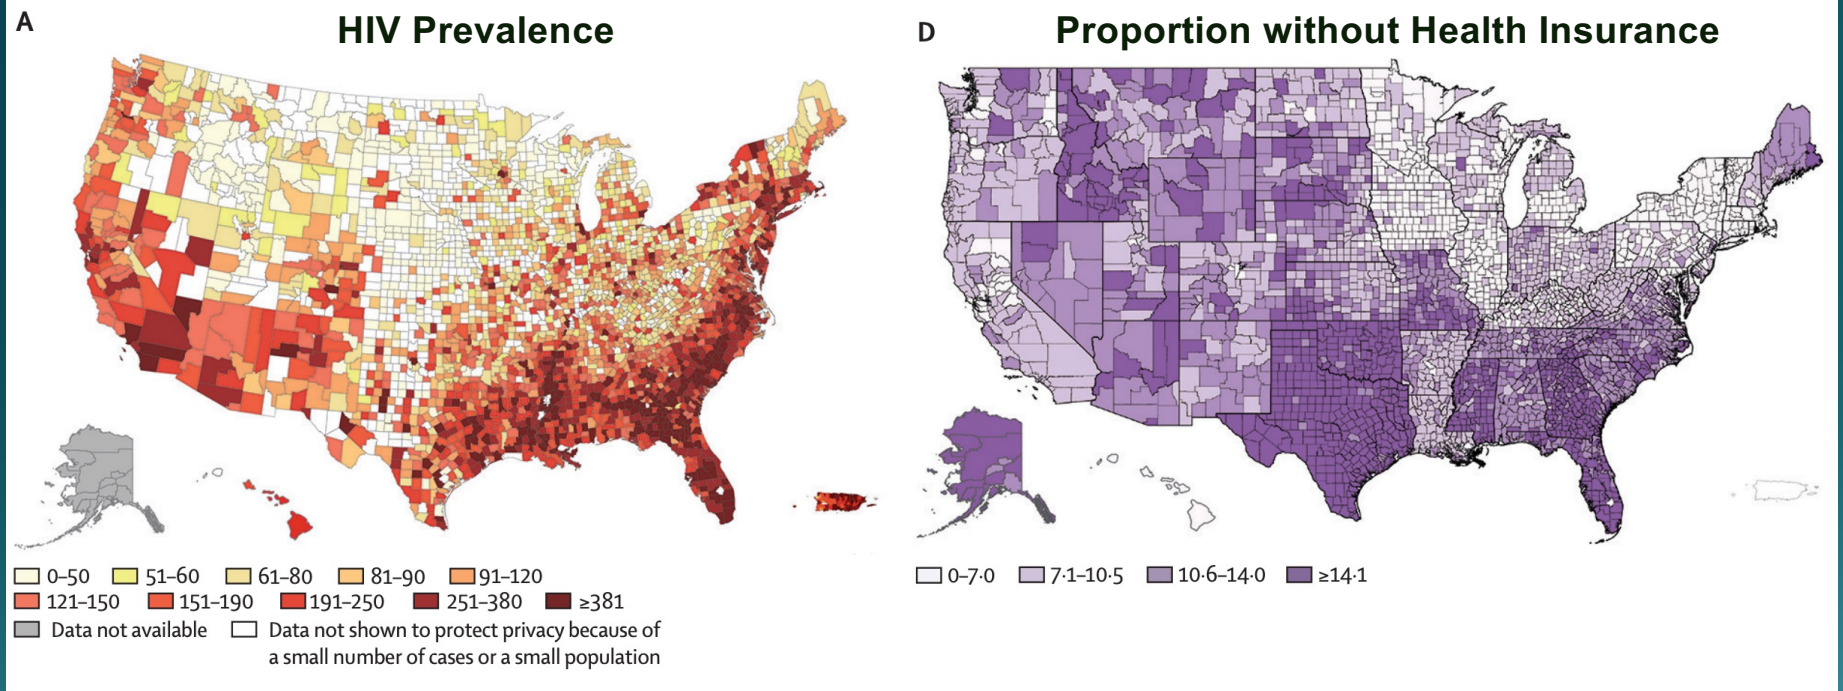 A
HIV Prevalence
0–50 51–60 61–80 81–90 91–120
121–150 151–190 191–250 251–380 ≥381
Data not available Data not shown to protect privacy because of
a small number of cases or a small population
D
Proportion without Health Insurance
0–7·0 7·1–10·5 10·6–14·0 ≥14·1